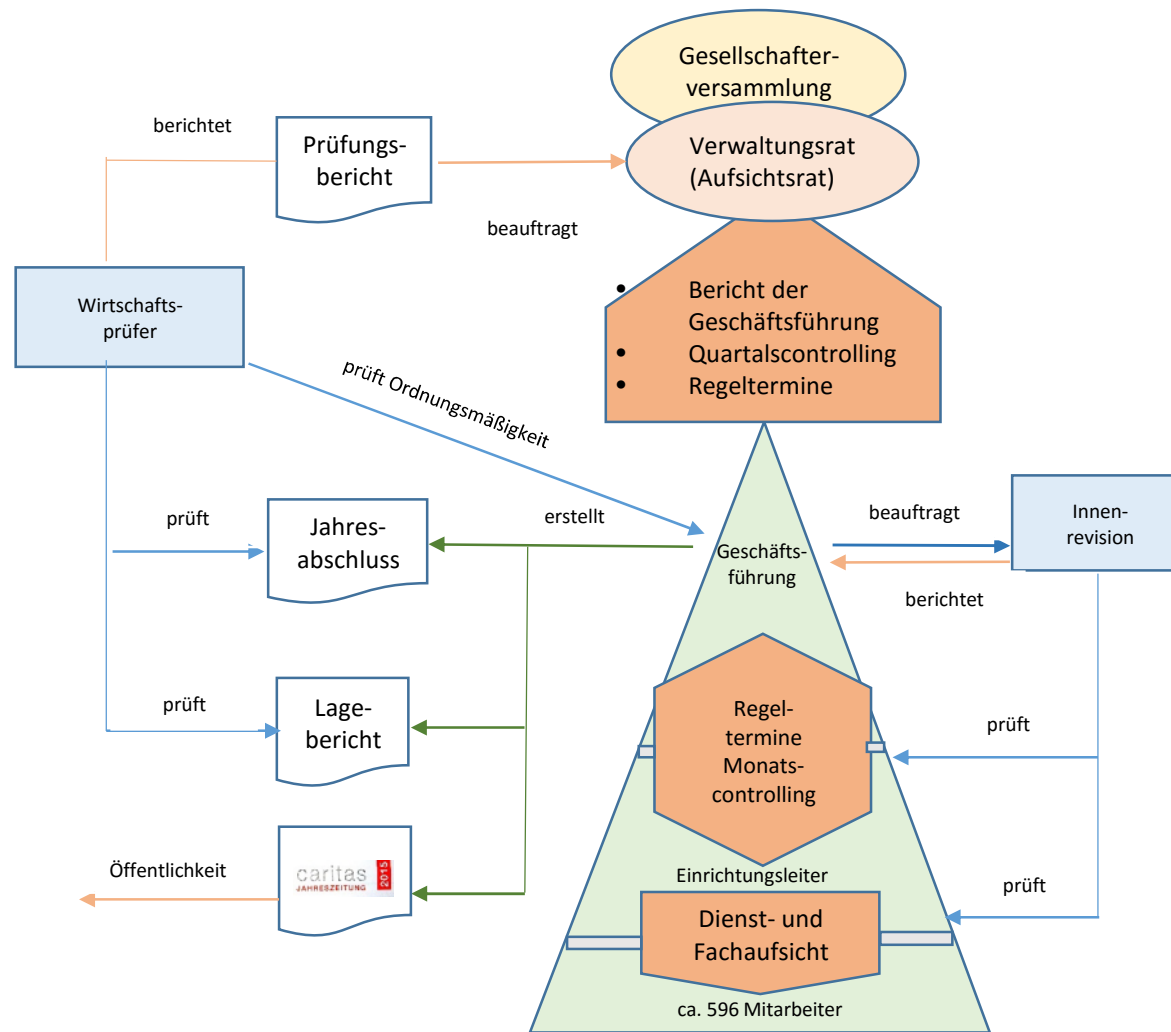 Gesellschafter-
versammlung
berichtet
Prüfungs-
bericht
Verwaltungsrat
(Aufsichtsrat)
beauftragt
Wirtschafts-
prüfer
• Bericht der
Geschäftsführung
• Quartalscontrolling
• Regeltermine
prüft Ordnungsmäßigkeit
prüft
Jahres-
abschluss
erstellt
Geschäfts-
führung
beauftragt
berichtet
Innen-
revision
prüft
Lage-
bericht
Regel-
termine
Monats-
controlling
prüft
Öffentlichkeit
caritas
JAHRESZEITUNG
2015
Einrichtungsleiter
prüft
Dienst- und
Fachaufsicht
ca. 596 Mitarbeiter